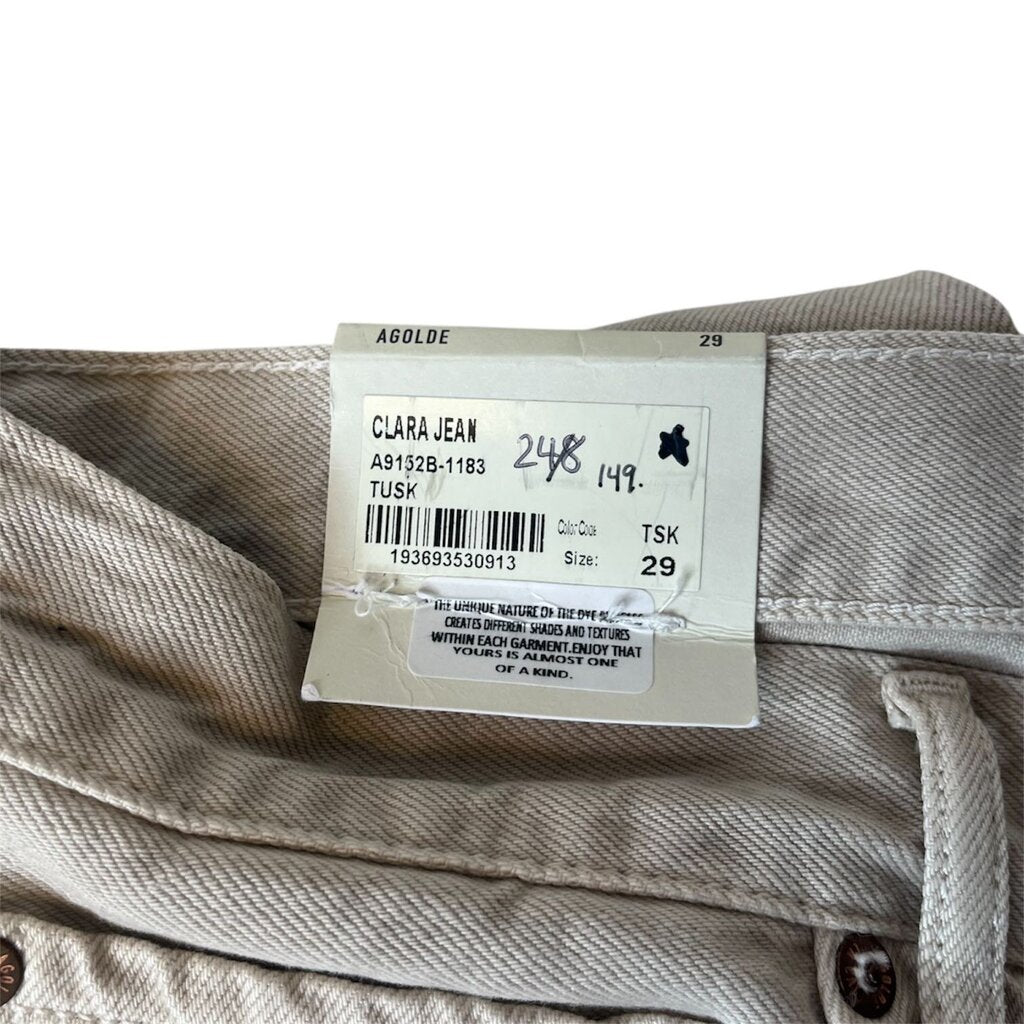 AGOLDE 29
CLARA JEAN
248
A9152B-1183
149.
TUSK
Color Code TSK
193693530913
Size: 29
THE UNIQUE NATURE OF THE DYE
CREATES DIFFERENT SHADES AND TEXTURES
WITHIN EACH GARMENT.ENJOY THAT
YOURS IS ALMOST ONE
OF A KIND.